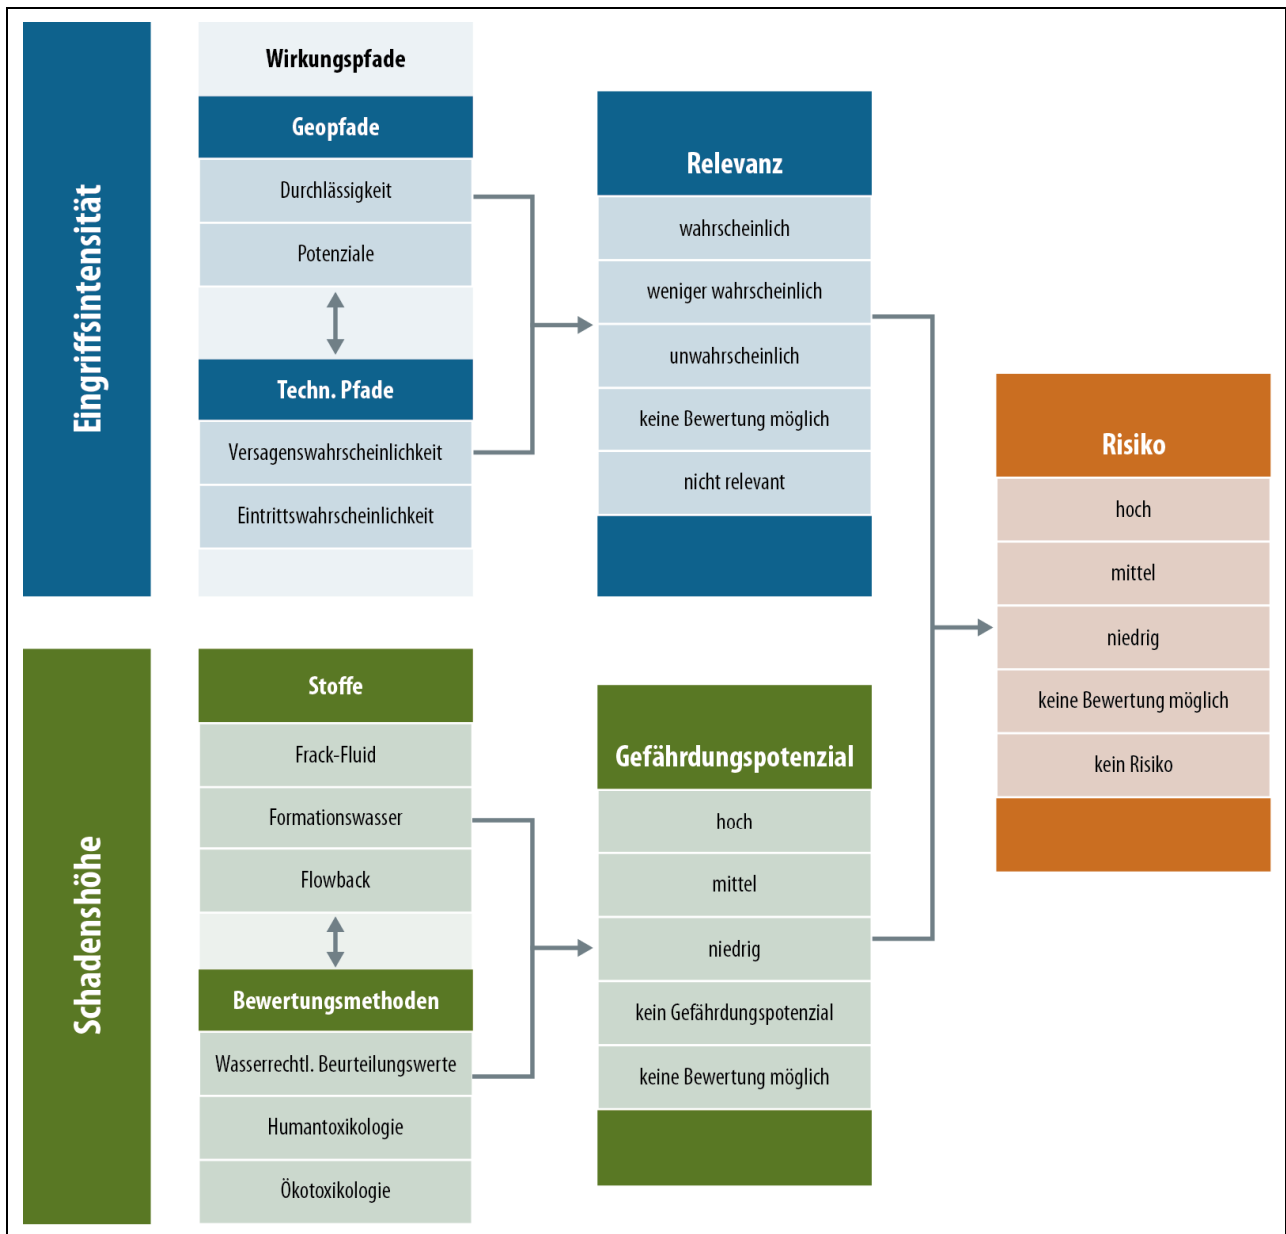 Eingriffsintensität
Wirkungspfade
Geopfade
Durchlässigkeit
Potenziale
Techn. Pfade
Versagenswahrscheinlichkeit
Eintrittswahrscheinlichkeit
Relevanz
wahrscheinlich
weniger wahrscheinlich
unwahrscheinlich
keine Bewertung möglich
nicht relevant
Schadenshöhe
Stoffe
Frack-Fluid
Formationswasser
Flowback
Bewertungsmethoden
Wasserrechtl. Beurteilungswerte
Humantoxikologie
Ökotoxikologie
Gefährdungspotenzial
hoch
mittel
niedrig
kein Gefährdungspotenzial
keine Bewertung möglich
Risiko
hoch
mittel
niedrig
keine Bewertung möglich
kein Risiko